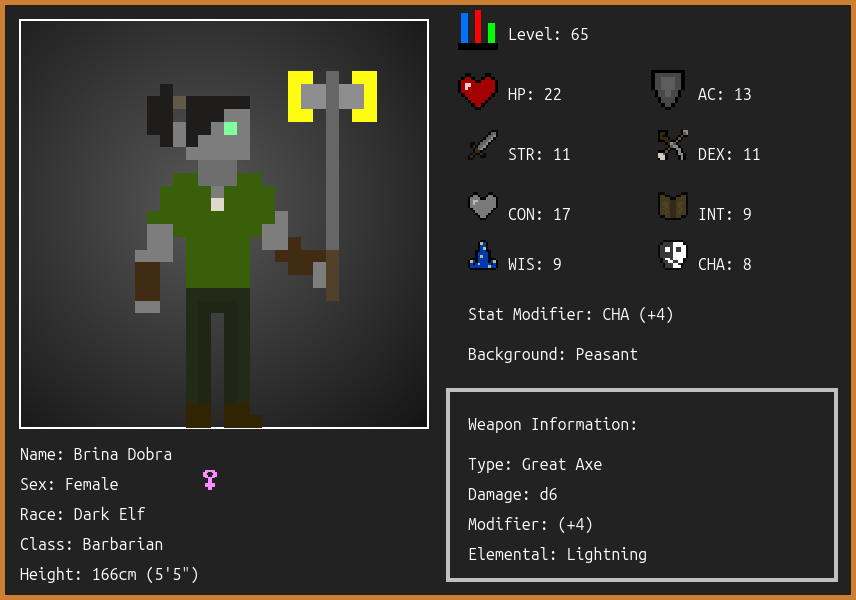 Level: 65
HP: 22
AC: 13
STR: 11
DEX: 11
CON: 17
INT: 9
WIS: 9
CHA: 8
Stat Modifier: CHA (+4)
Background: Peasant
Weapon Information:
Type: Great Axe
Damage: d6
Modifier: (+4)
Elemental: Lightning
Name: Brina Dobra
Sex: Female
Race: Dark Elf
Class: Barbarian
Height: 166cm (5'5")